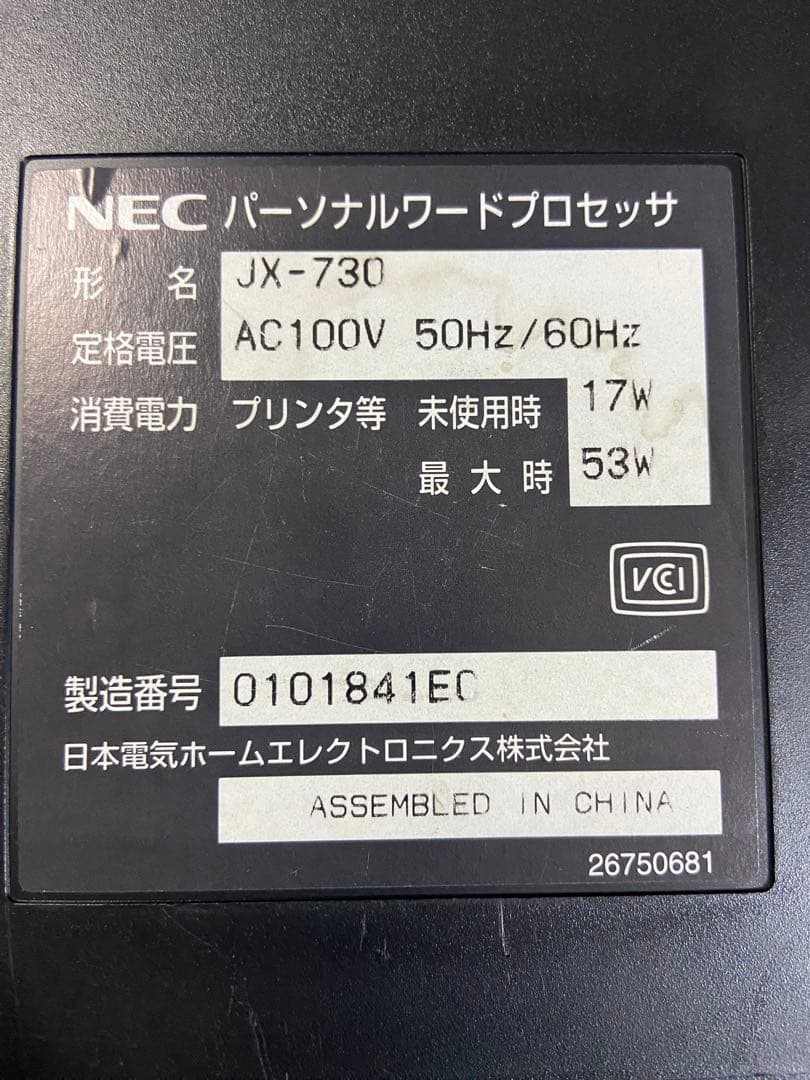 NEC パーソナルワードプロセッサ
形 名 JX-730
定格電圧 AC100V 50Hz/60Hz
消費電力 プリンタ等 未使用時 17W
最大時 53W
VCCI
製造番号
日本電気ホームエレクトロニクス株式会社
ASSEMBLED IN CHINA
26750681